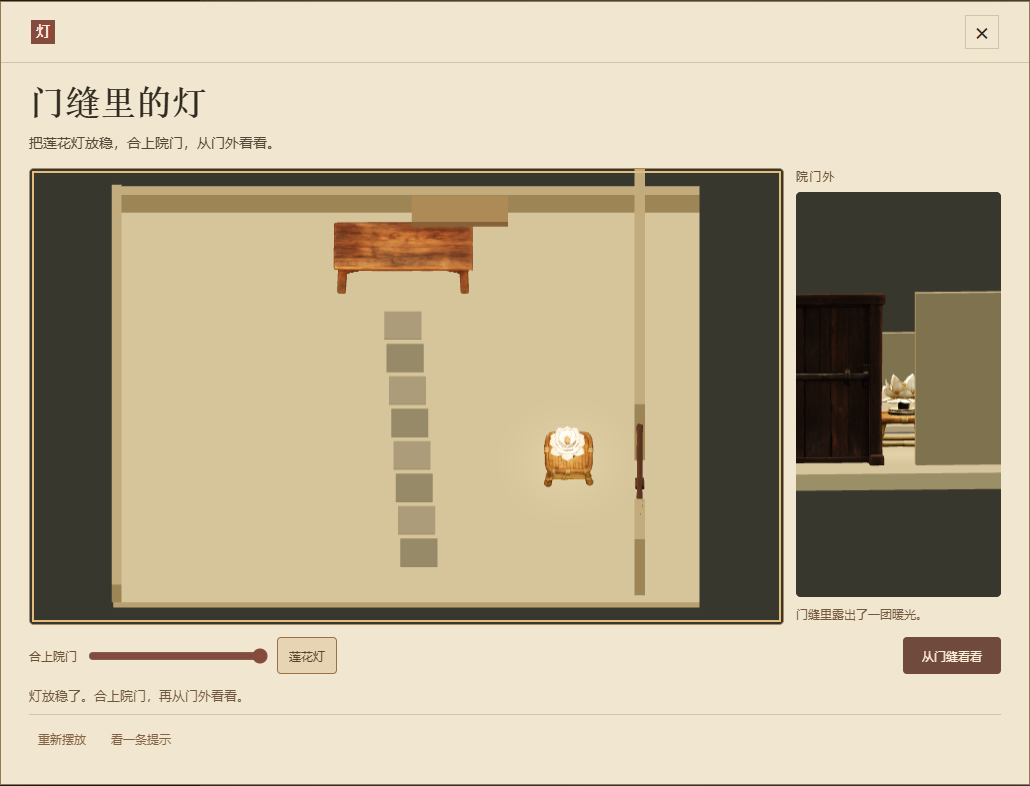 灯
门缝里的灯
把莲花灯放稳，合上院门，从门外看看。
院门外
门缝里露出了一团暖光。
合上院门
莲花灯
从门缝看看
灯放稳了。合上院门，再从门外看看。
重新摆放
看一条提示